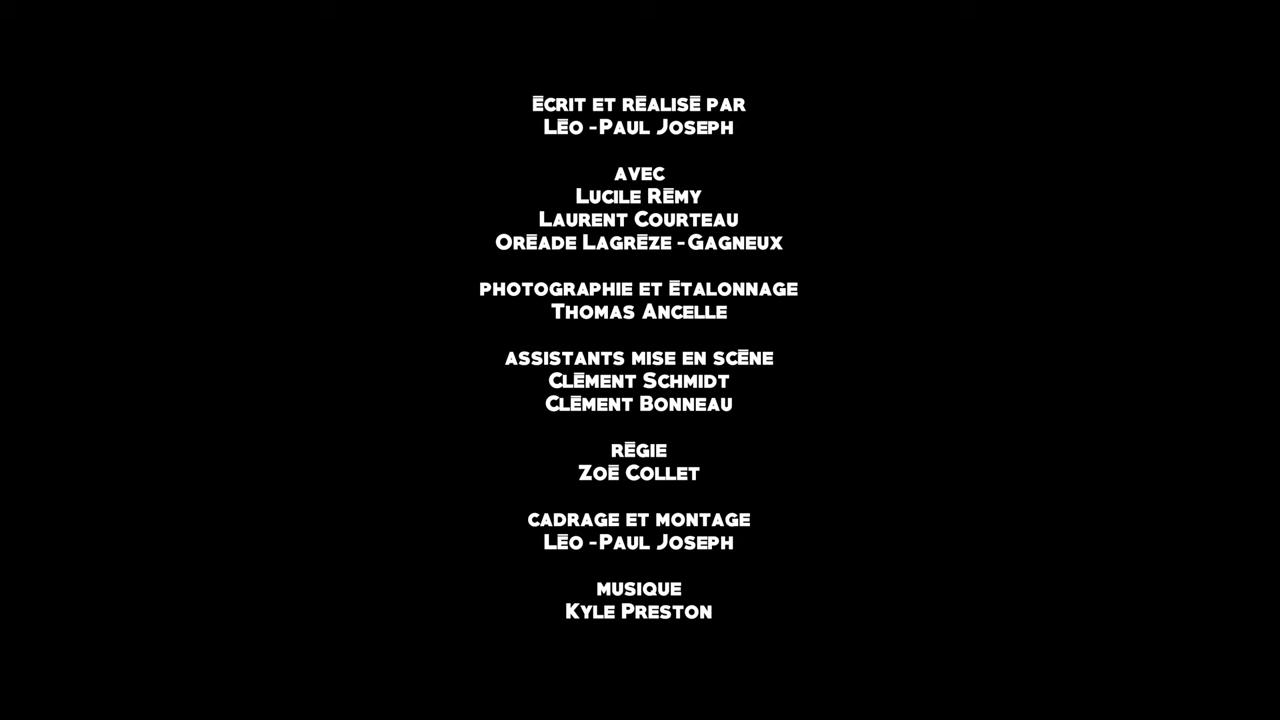 ÉCRIT ET RÉALISÉ PAR
LÉO -PAUL JOSEPH
AVEC
LUCILE RÉMY
LAURENT COURTEAU
ORÉADE LAGRÈZE -GAGNEUX
PHOTOGRAPHIE ET ÉTALONNAGE
THOMAS ANCELLE
ASSISTANTS MISE EN SCÈNE
CLÉMENT SCHMIDT
CLÉMENT BONNEAU
RÉGIE
ZOÉ COLLET
CADRAGE ET MONTAGE
LÉO -PAUL JOSEPH
MUSIQUE
KYLE PRESTON